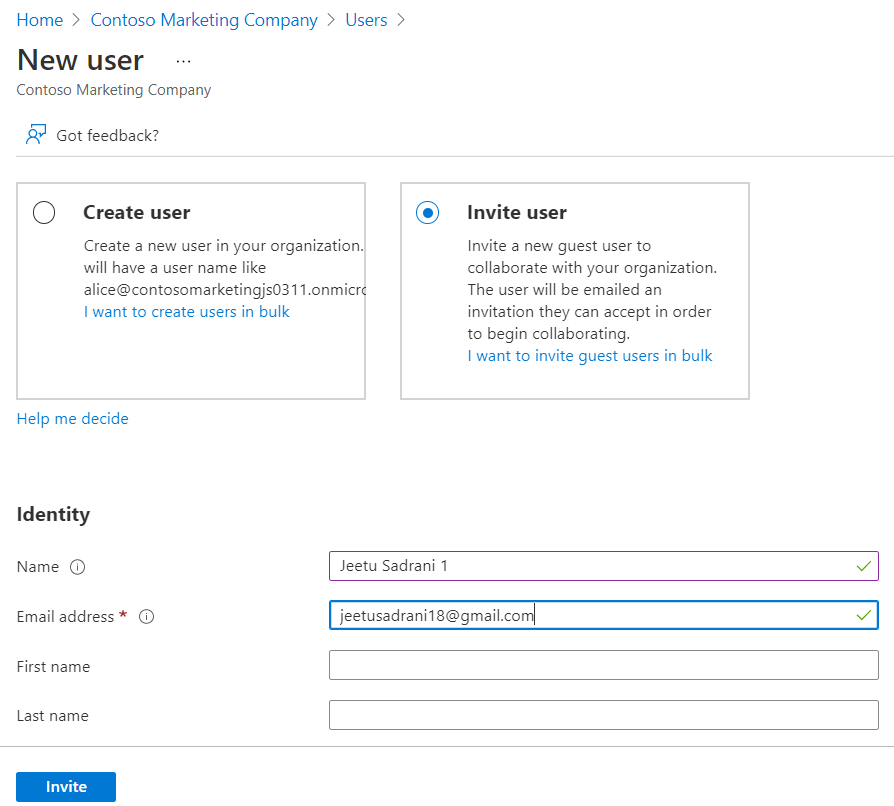 Home > Contoso Marketing Company > Users >
New user ...
Contoso Marketing Company
Got feedback?
Create user
Create a new user in your organization.
will have a user name like
alice@contosomarketingjs0311.onmicro
I want to create users in bulk
Invite user
Invite a new guest user to
collaborate with your organization.
The user will be emailed an
invitation they can accept in order
to begin collaborating.
I want to invite guest users in bulk
Help me decide
Identity
Name
Jeetu Sadrani 1
Email address *
jeetusadrani18@gmail.com
First name
Last name
Invite